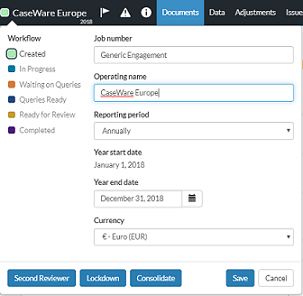 CaseWare Europe
2018
Documents Data Adjustments Issue
Workflow
Created
In Progress
Waiting on Queries
Queries Ready
Ready for Review
Completed
Job number
Generic Engagement
Operating name
CaseWare Europe
Reporting period
Annually
Year start date
January 1, 2018
Year end date
December 31, 2018
Currency
€ - Euro (EUR)
Second Reviewer Lockdown Consolidate Save Cancel